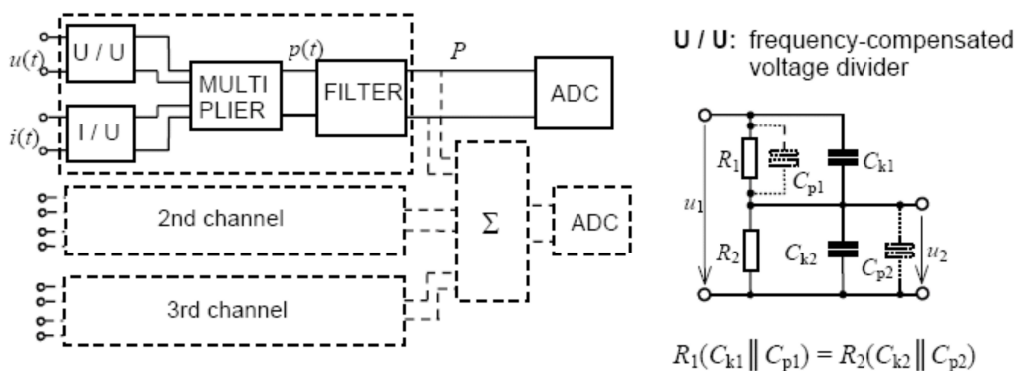 u(t)
U / U
i(t)
I / U
MULTI
PLIER
p(t)
FILTER
P
ADC
2nd channel
3rd channel
Σ
ADC
U / U: frequency-compensated
voltage divider
u1
R1
Cp1
Ck1
R2
Ck2
Cp2
u2
R1(Ck1 || Cp1) = R2(Ck2 || Cp2)